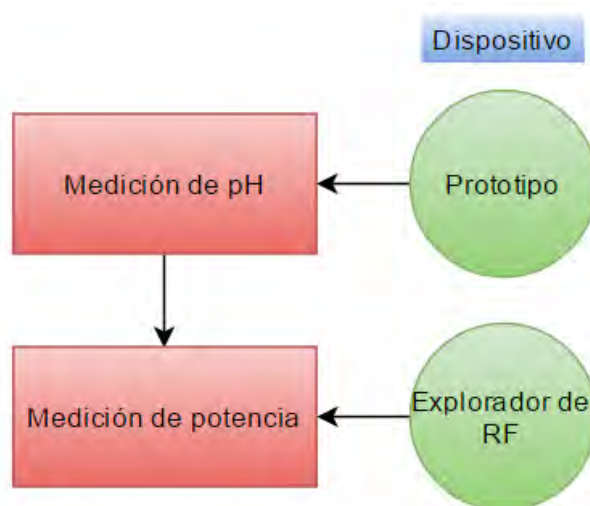 Dispositivo
Medición de pH
Prototipo
Medición de potencia
Explorador de
RF